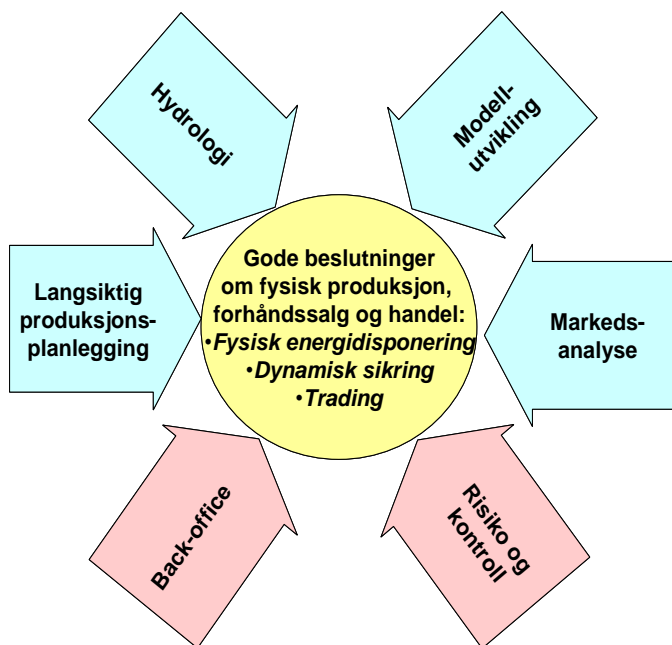 Hydrologi
Modell-
utvikling
Gode beslutninger
om fysisk produksjon,
forhåndssalg og handel:
•Fysisk energidisponering
•Dynamisk sikring
•Trading
Langsiktig
produksjons-
planlegging
Markeds-
analyse
Back-office
Risiko og
kontroll